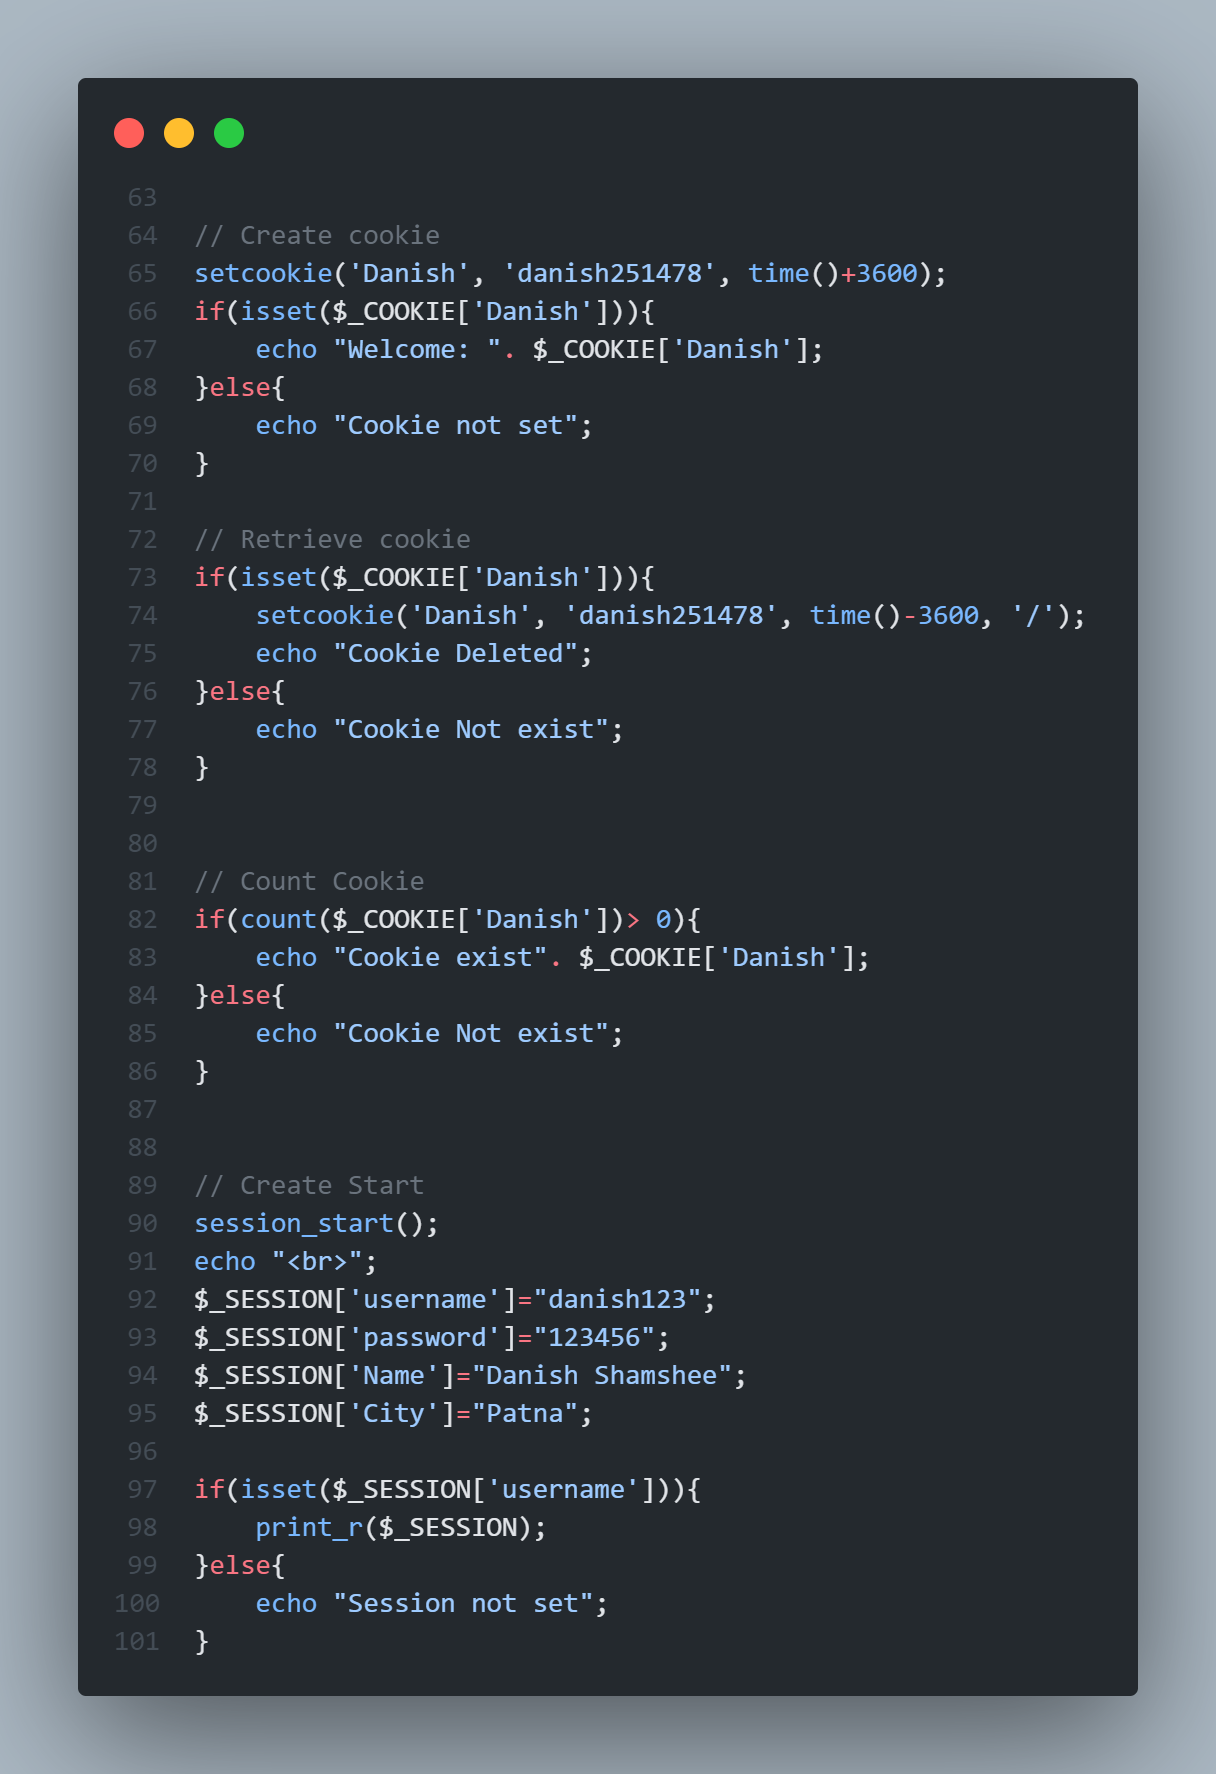 63
64 // Create cookie
65 setcookie('Danish', 'danish251478', time()+3600);
66 if(isset($_COOKIE['Danish'])){
67     echo "Welcome: ". $_COOKIE['Danish'];
68 }else{
69     echo "Cookie not set";
70 }
71
72 // Retrieve cookie
73 if(isset($_COOKIE['Danish'])){
74     setcookie('Danish', 'danish251478', time()-3600, '/');
75     echo "Cookie Deleted";
76 }else{
77     echo "Cookie Not exist";
78 }
79
80
81 // Count Cookie
82 if(count($_COOKIE['Danish'])> 0){
83     echo "Cookie exist". $_COOKIE['Danish'];
84 }else{
85     echo "Cookie Not exist";
86 }
87
88
89 // Create Start
90 session_start();
91 echo "<br>";
92 $_SESSION['username']="danish123";
93 $_SESSION['password']="123456";
94 $_SESSION['Name']="Danish Shamshee";
95 $_SESSION['City']="Patna";
96
97 if(isset($_SESSION['username'])){
98     print_r($_SESSION);
99 }else{
100     echo "Session not set";
101 }